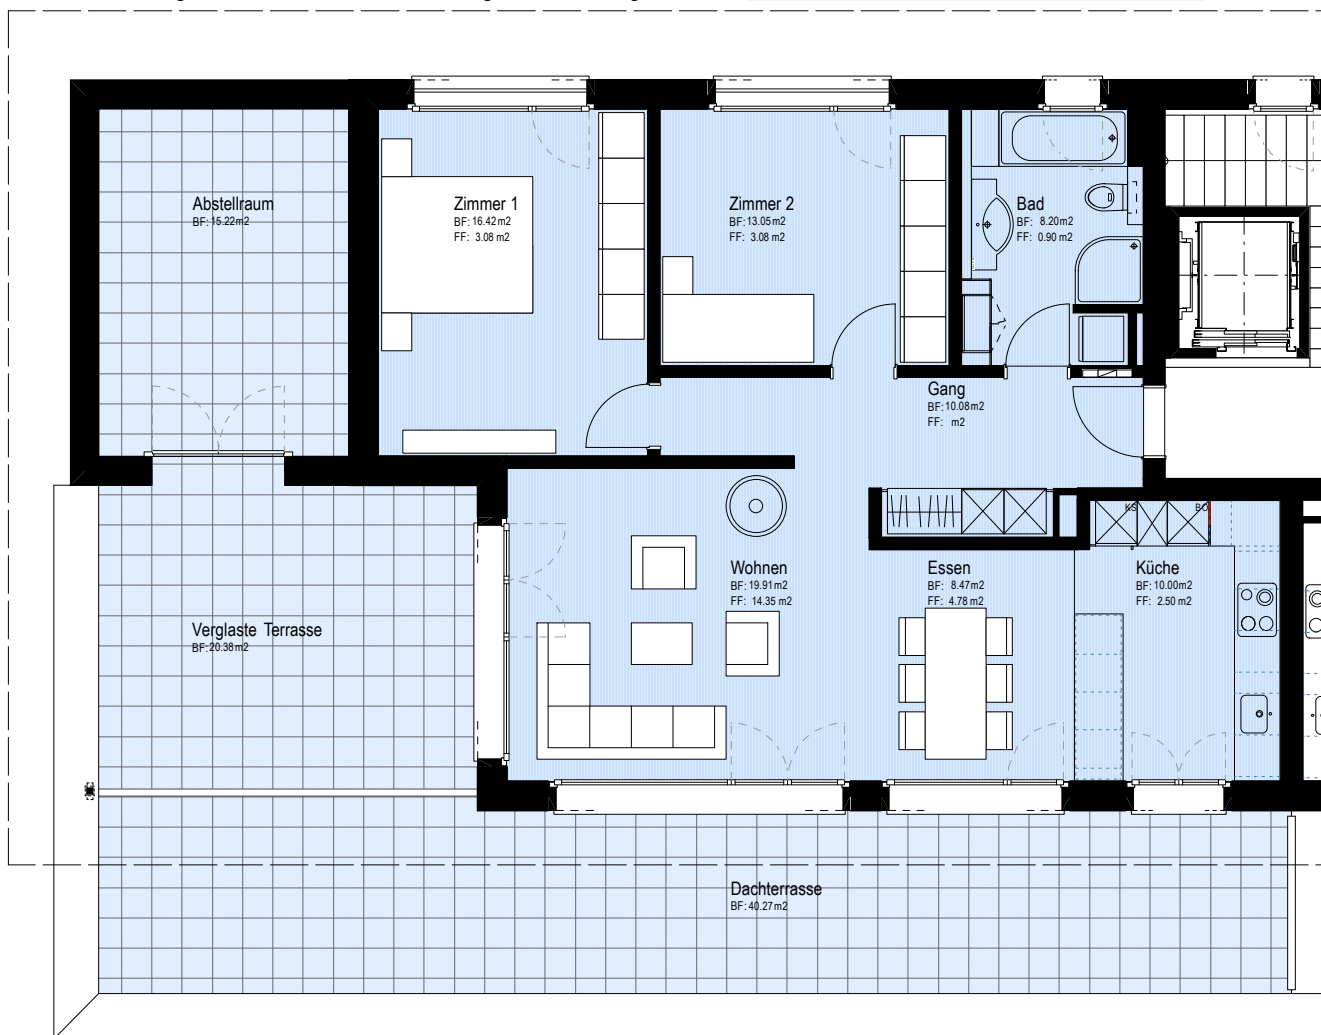 Abstellraum
BF: 15.22m2
Zimmer 1
BF: 16.42m2
FF: 3.08 m2
Zimmer 2
BF: 13.05m2
FF: 3.08 m2
Bad
BF: 8.20m2
FF: 0.90 m2
Gang
BF: 10.08m2
FF: m2
KS
BO
Wohnen
BF: 19.91m2
FF: 14.35 m2
Essen
BF: 8.47m2
FF: 4.78 m2
Küche
BF: 10.00m2
FF: 2.50 m2
Verglaste Terrasse
BF: 20.38m2
Dachterrasse
BF: 40.27m2